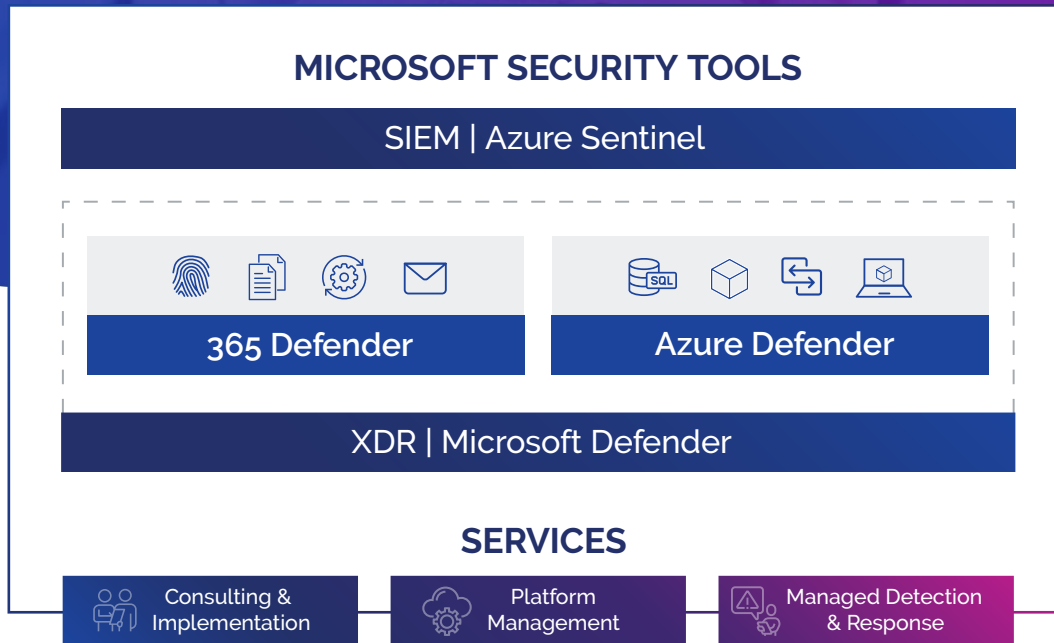 MICROSOFT SECURITY TOOLS
SIEM | Azure Sentinel
SQL
365 Defender
Azure Defender
XDR | Microsoft Defender
SERVICES
Consulting &
Implementation
Platform
Management
Managed Detection
& Response